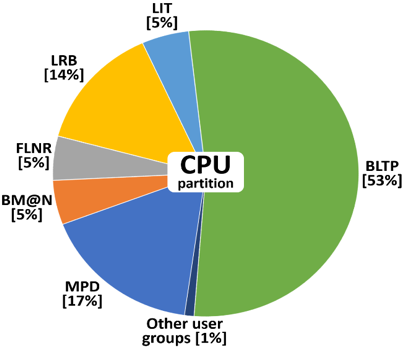 LIT
[5%]
LRB
[14%]
FLNR
[5%]
CPU
partition
BLTP
[53%]
BM@N
[5%]
MPD
[17%]
Other user
groups [1%]